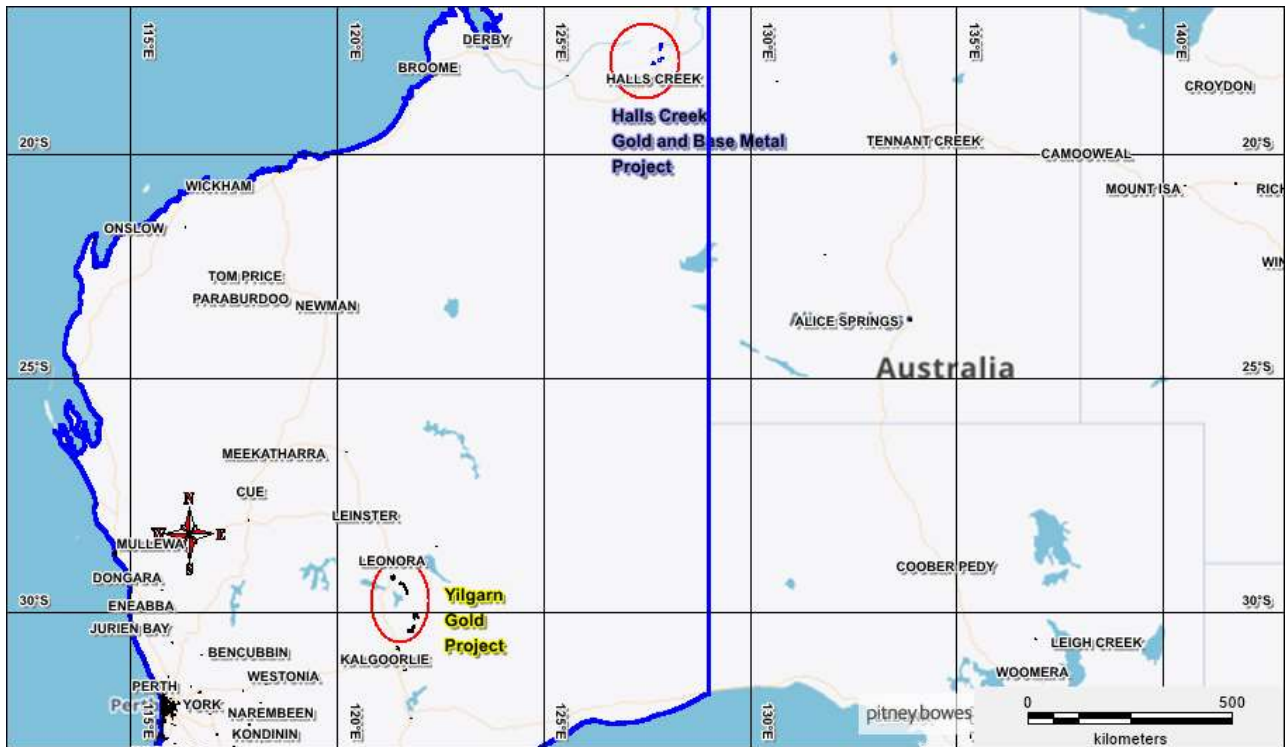 115°E
120°E
125°E
130°E
135°E
140°E
DERBY
BROOME
HALLS CREEK
CROYDON
Halls Creek
Gold and Base Metal
Project
20°S
TENNANT CREEK
CAMOOWEAL
20°S
WICKHAM
MOUNT ISA
RICH
ONSLOW
WIN
TOM PRICE
PARABURDOO
NEWMAN
ALICE SPRINGS
25°S
Australia
25°S
MEEKATHARRA
CUE
LEINSTER
N
W
E
S
MULLEWA
LEONORA
COOBER PEDY
DONGARA
Yilgarn
Gold
Project
ENEABBA
30°S
30°S
JURIEN BAY
LEIGH CREEK
BENCUBBIN
KALGOORLIE
WESTONIA
WOOMERA
PERTH
Perth
YORK
NAREMBEEN
KONDININ
115°E
120°E
125°E
130°E
pitney bowes
0
500
kilometers